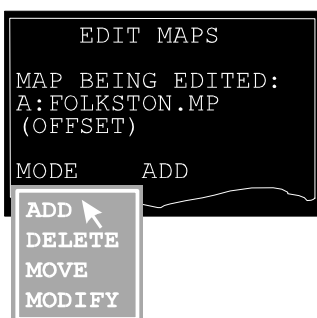 EDIT MAPS
MAP BEING EDITED:
A:FOLKSTON.MP
(OFFSET)
MODE ADD
ADD
DELETE
MOVE
MODIFY